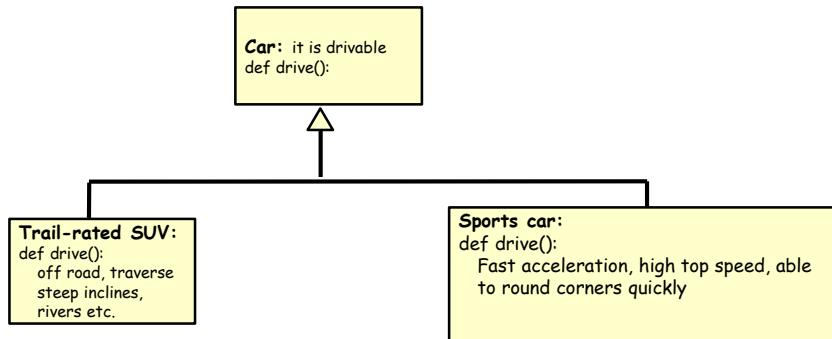 Car: it is drivable
def drive():
Trail-rated SUV:
def drive():
off road, traverse
steep inclines,
rivers etc.
Sports car:
def drive():
Fast acceleration, high top speed, able
to round corners quickly